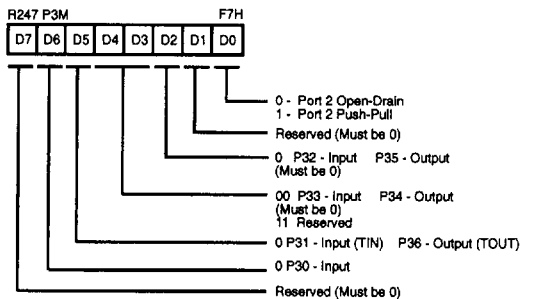 R247 P3M F7H
D7 D6 D5 D4 D3 D2 D1 D0
0 - Port 2 Open-Drain
1 - Port 2 Push-Pull
Reserved (Must be 0)
0 P32 - Input P35 - Output
(Must be 0)
00 P33 - Input P34 - Output
(Must be 0)
11 Reserved
0 P31 - Input (TIN) P36 - Output (TOUT)
0 P30 - Input
Reserved (Must be 0)